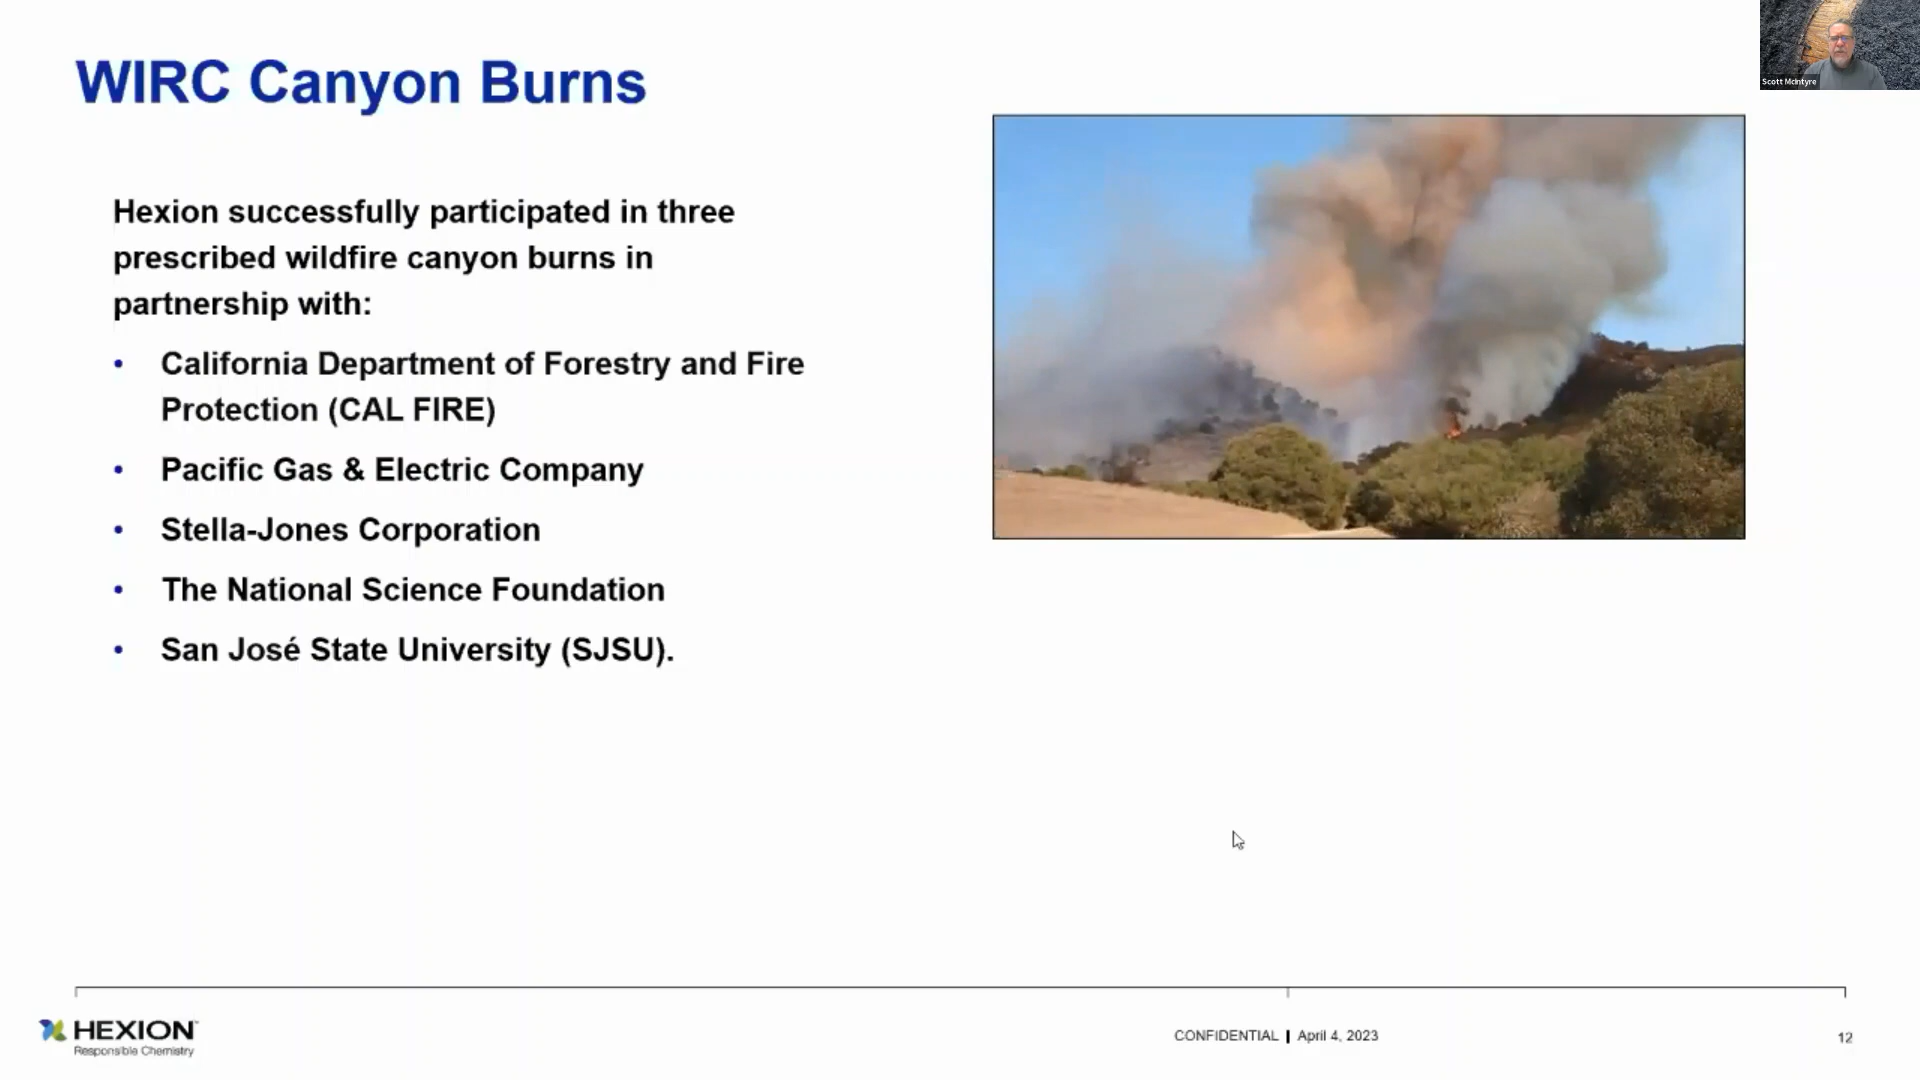 WIRC Canyon Burns
Scott McIntyre
Hexion successfully participated in three
prescribed wildfire canyon burns in
partnership with:
• California Department of Forestry and Fire
Protection (CAL FIRE)
• Pacific Gas & Electric Company
• Stella-Jones Corporation
• The National Science Foundation
• San José State University (SJSU).
HEXION™
Responsible Chemistry
CONFIDENTIAL | April 4, 2023
12